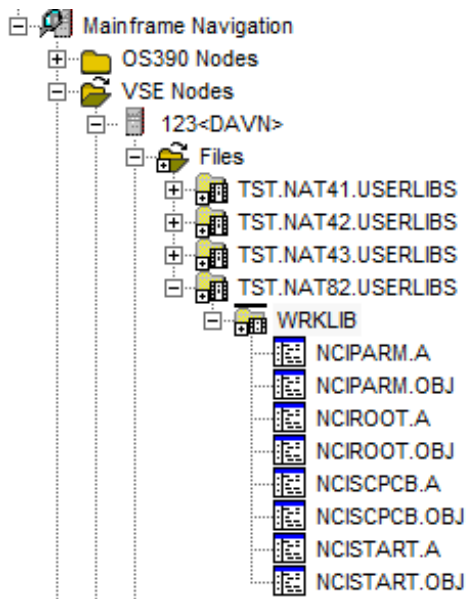 Mainframe Navigation
OS390 Nodes
VSE Nodes
123<DAVN>
Files
TST.NAT41.USERLIBS
TST.NAT42.USERLIBS
TST.NAT43.USERLIBS
TST.NAT82.USERLIBS
WRKLIB
NCIPARM.A
NCIPARM.OBJ
NCIROOT.A
NCIROOT.OBJ
NCISCPCB.A
NCISCPCB.OBJ
NCISTART.A
NCISTART.OBJ